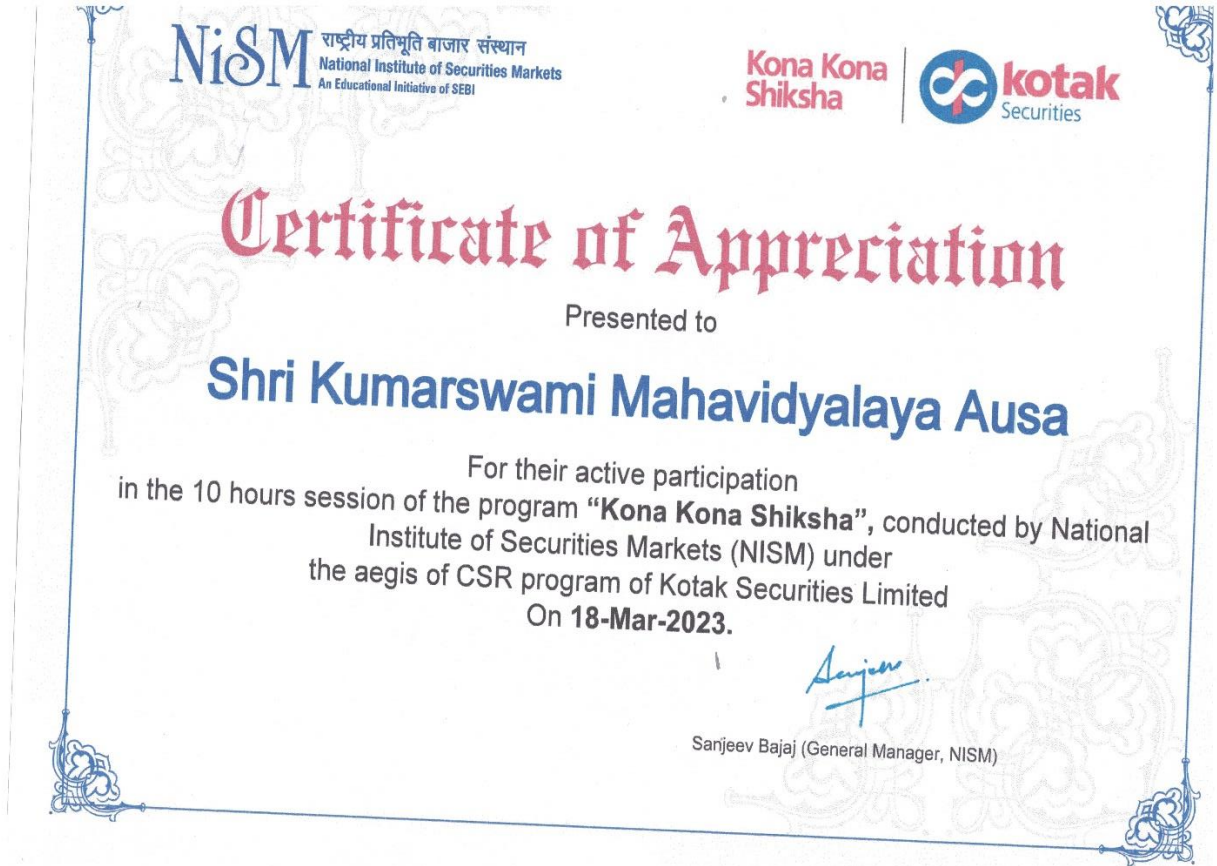 NiSM
राष्ट्रीय प्रतिभूति बाजार संस्थान
National Institute of Securities Markets
An Educational Initiative of SEBI
Kona Kona
Shiksha
kotak
Securities
Certificate of Appreciation
Presented to
Shri Kumarswami Mahavidyalaya Ausa
For their active participation
in the 10 hours session of the program “Kona Kona Shiksha”, conducted by National
Institute of Securities Markets (NISM) under
the aegis of CSR program of Kotak Securities Limited
On 18-Mar-2023.
Sanjeev
Sanjeev Bajaj (General Manager, NISM)